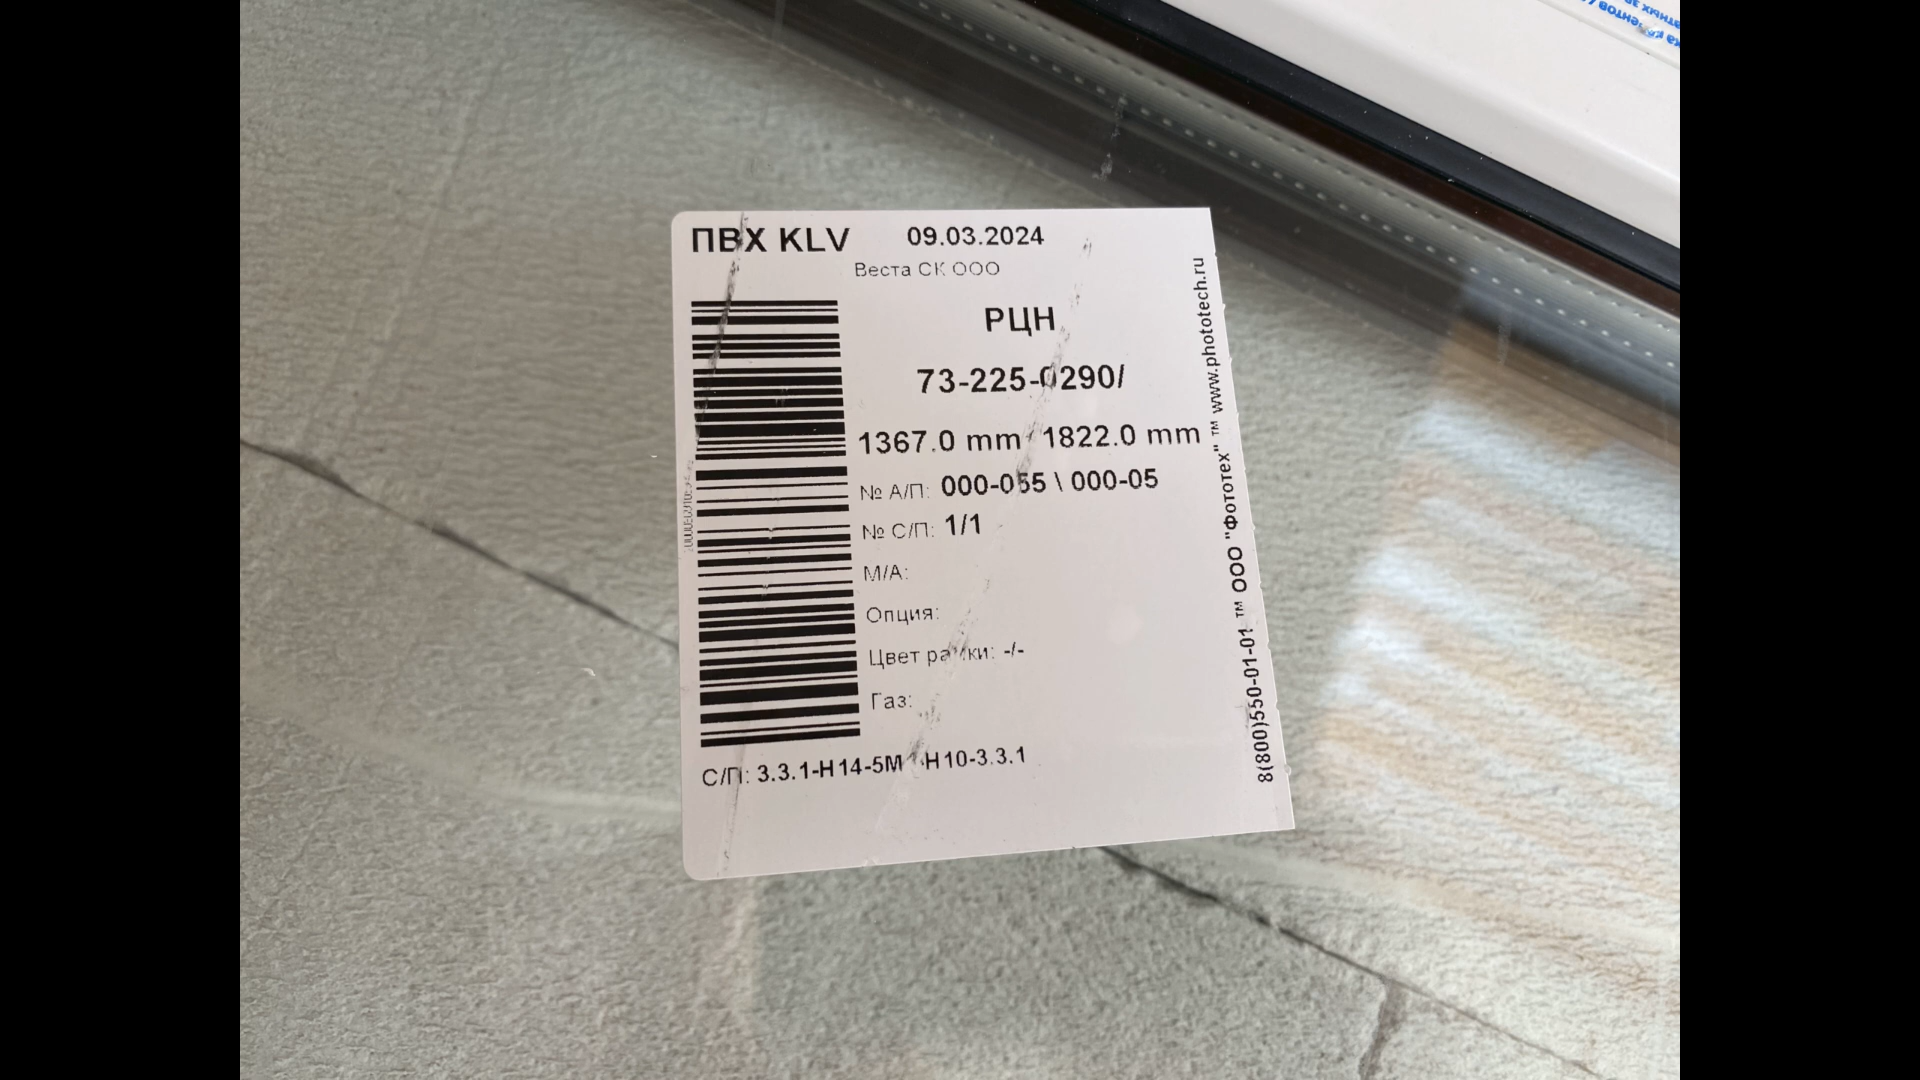 ПВХ KLV 09.03.2024
Веста СК ООО
РЦН
73-225-0290/
1367.0 mm 1822.0 mm
№ А/П: 000-055 \ 000-05
№ С/П: 1/1
М/А:
Опция:
Цвет рамки: -/-
Газ:
С/П: 3.3.1-Н14-5М1-Н10-3.3.1
8(800)550-01-01 ™ ООО "Фототех" ™ www.phototech.ru